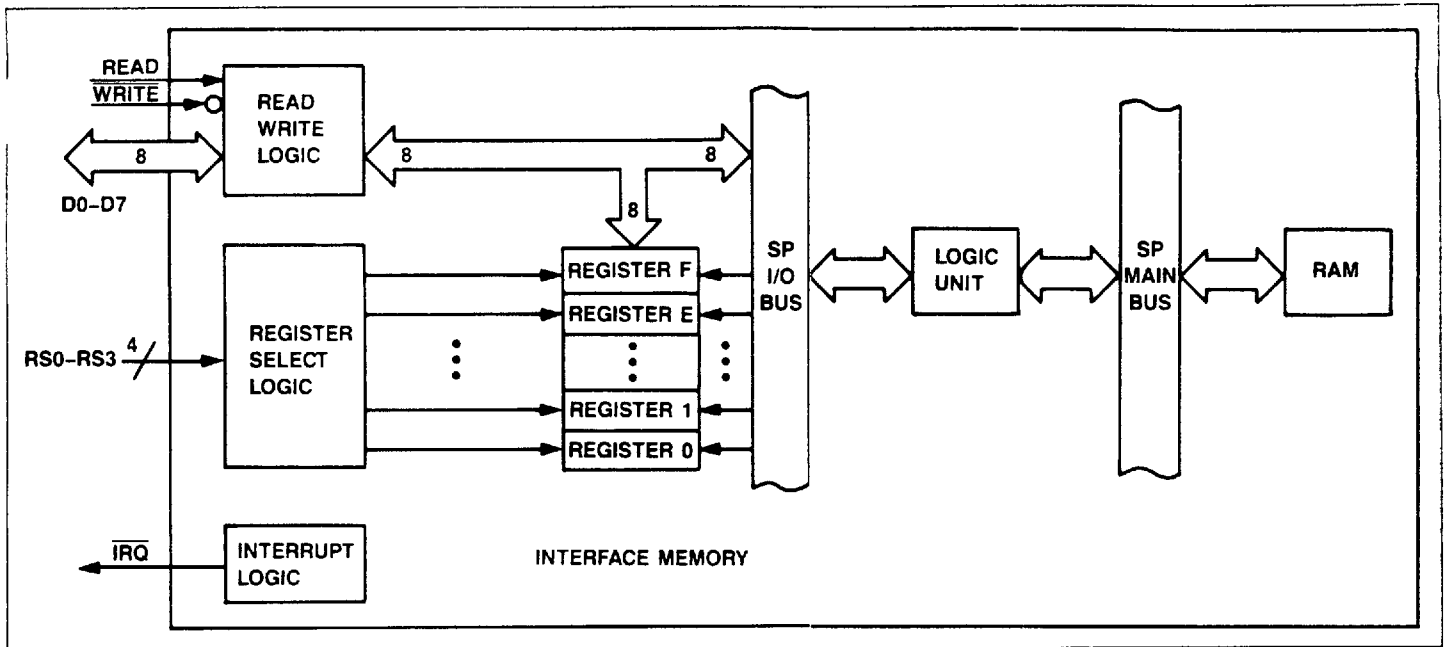 READ
WRITE
READ
WRITE
LOGIC
8
8
8
D0–D7
8
REGISTER
SELECT
LOGIC
RS0–RS3
4
REGISTER F
REGISTER E
REGISTER 1
REGISTER 0
SP
I/O
BUS
LOGIC
UNIT
SP
MAIN
BUS
RAM
IRQ
INTERRUPT
LOGIC
INTERFACE MEMORY